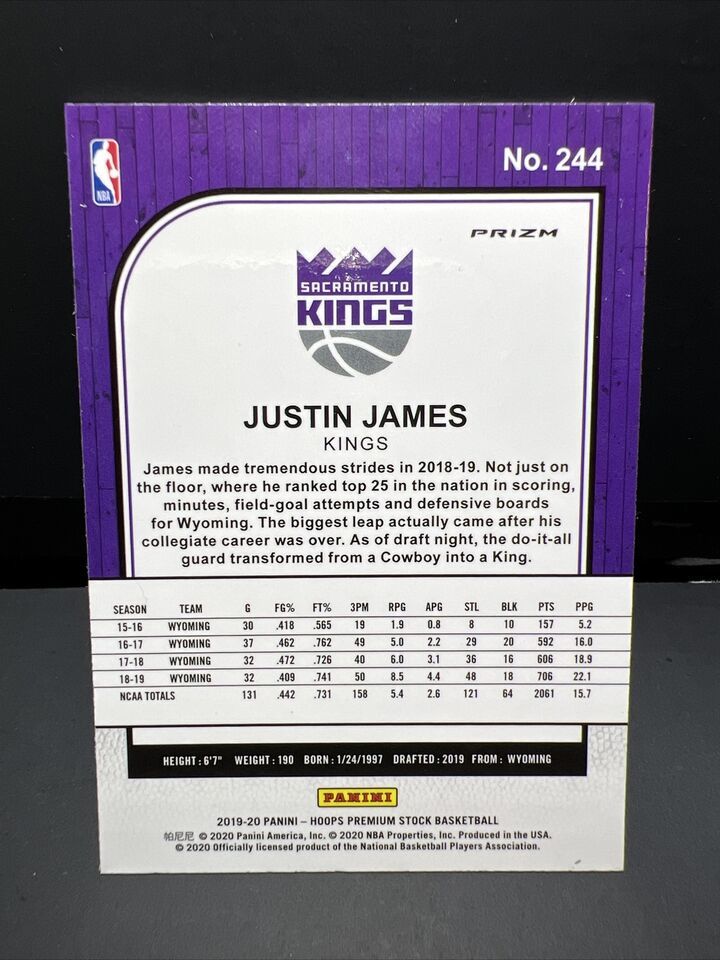 No. 244
NBA
PRIZM
SACRAMENTO
KINGS
JUSTIN JAMES
KINGS
James made tremendous strides in 2018-19. Not just on
the floor, where he ranked top 25 in the nation in scoring,
minutes, field-goal attempts and defensive boards
for Wyoming. The biggest leap actually came after his
collegiate career was over. As of draft night, the do-it-all
guard transformed from a Cowboy into a King.
SEASON TEAM G FG% FT% 3PM RPG APG STL BLK PTS PPG
15-16 WYOMING 30 .418 .565 19 1.9 0.8 8 10 157 5.2
16-17 WYOMING 37 .462 .762 49 5.0 2.2 29 20 592 16.0
17-18 WYOMING 32 .472 .726 40 6.0 3.1 36 16 606 18.9
18-19 WYOMING 32 .409 .741 50 8.5 4.4 48 18 706 22.1
NCAA TOTALS 131 .442 .731 158 5.4 2.6 121 64 2061 15.7
HEIGHT: 6'7" WEIGHT: 190 BORN: 1/24/1997 DRAFTED: 2019 FROM: WYOMING
PANINI
2019-20 PANINI – HOOPS PREMIUM STOCK BASKETBALL
帕尼尼 © 2020 Panini America, Inc. © 2020 NBA Properties, Inc. Produced in the USA.
© 2020 Officially licensed product of the National Basketball Players Association.